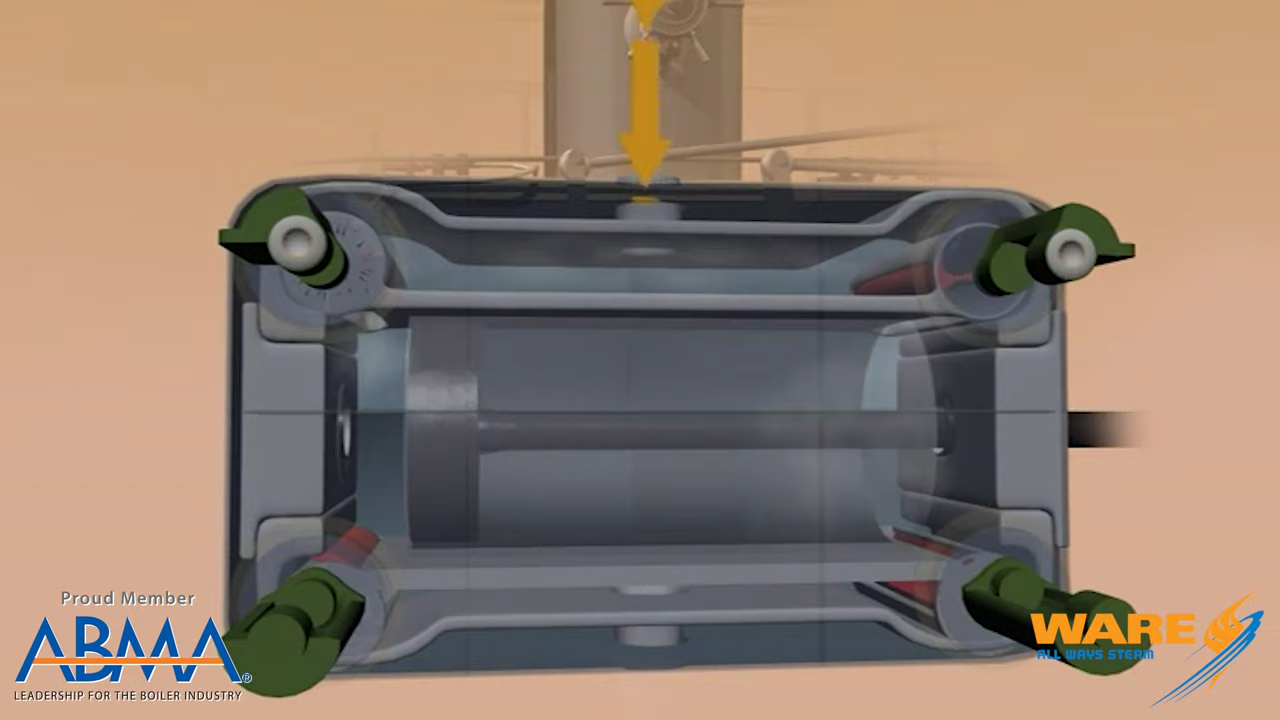 Proud Member
ABMA®
LEADERSHIP FOR THE BOILER INDUSTRY
WARE
ALL WAYS STEAM